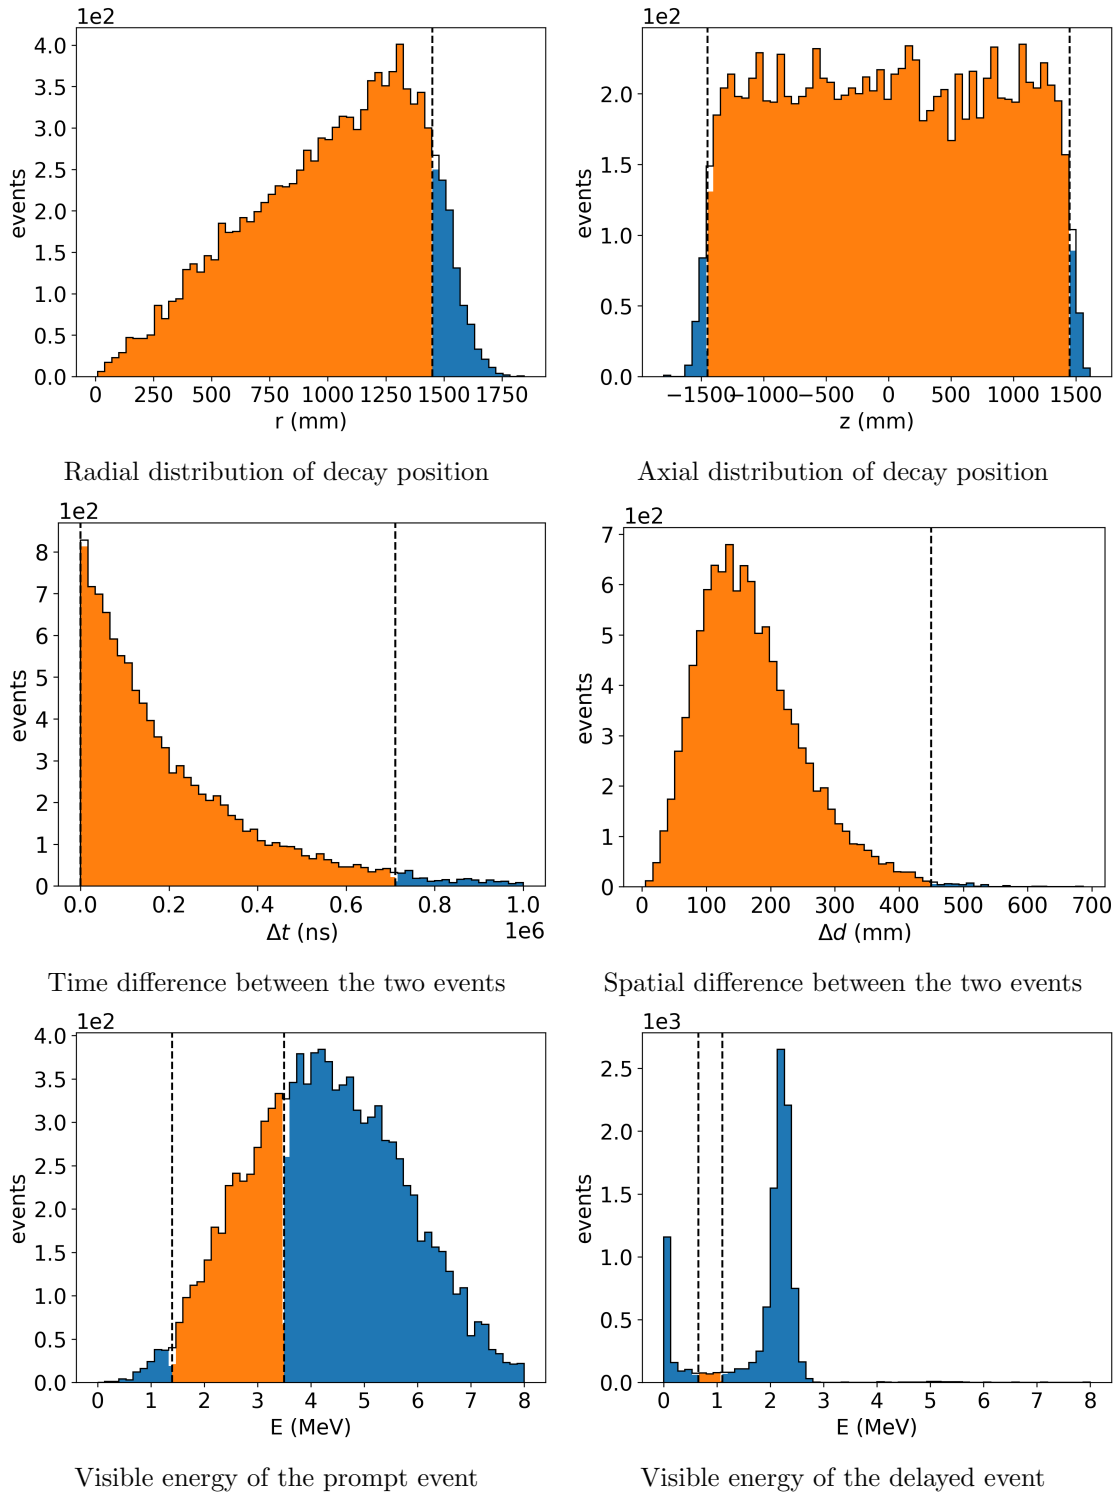 1e2
4.0
3.5
3.0
2.5
2.0
1.5
1.0
0.5
0.0
events
0 250 500 750 1000 1250 1500 1750
r (mm)
Radial distribution of decay position
1e2
2.0
1.5
1.0
0.5
0.0
events
−1500 −1000 −500 0 500 1000 1500
z (mm)
Axial distribution of decay position
1e2
8
7
6
5
4
3
2
1
0
events
0.0 0.2 0.4 0.6 0.8 1.0
Δt (ns)
1e6
Time difference between the two events
1e2
7
6
5
4
3
2
1
0
events
0 100 200 300 400 500 600 700
Δd (mm)
Spatial difference between the two events
1e2
4.0
3.5
3.0
2.5
2.0
1.5
1.0
0.5
0.0
events
0 1 2 3 4 5 6 7 8
E (MeV)
Visible energy of the prompt event
1e3
2.5
2.0
1.5
1.0
0.5
0.0
events
0 1 2 3 4 5 6 7 8
E (MeV)
Visible energy of the delayed event